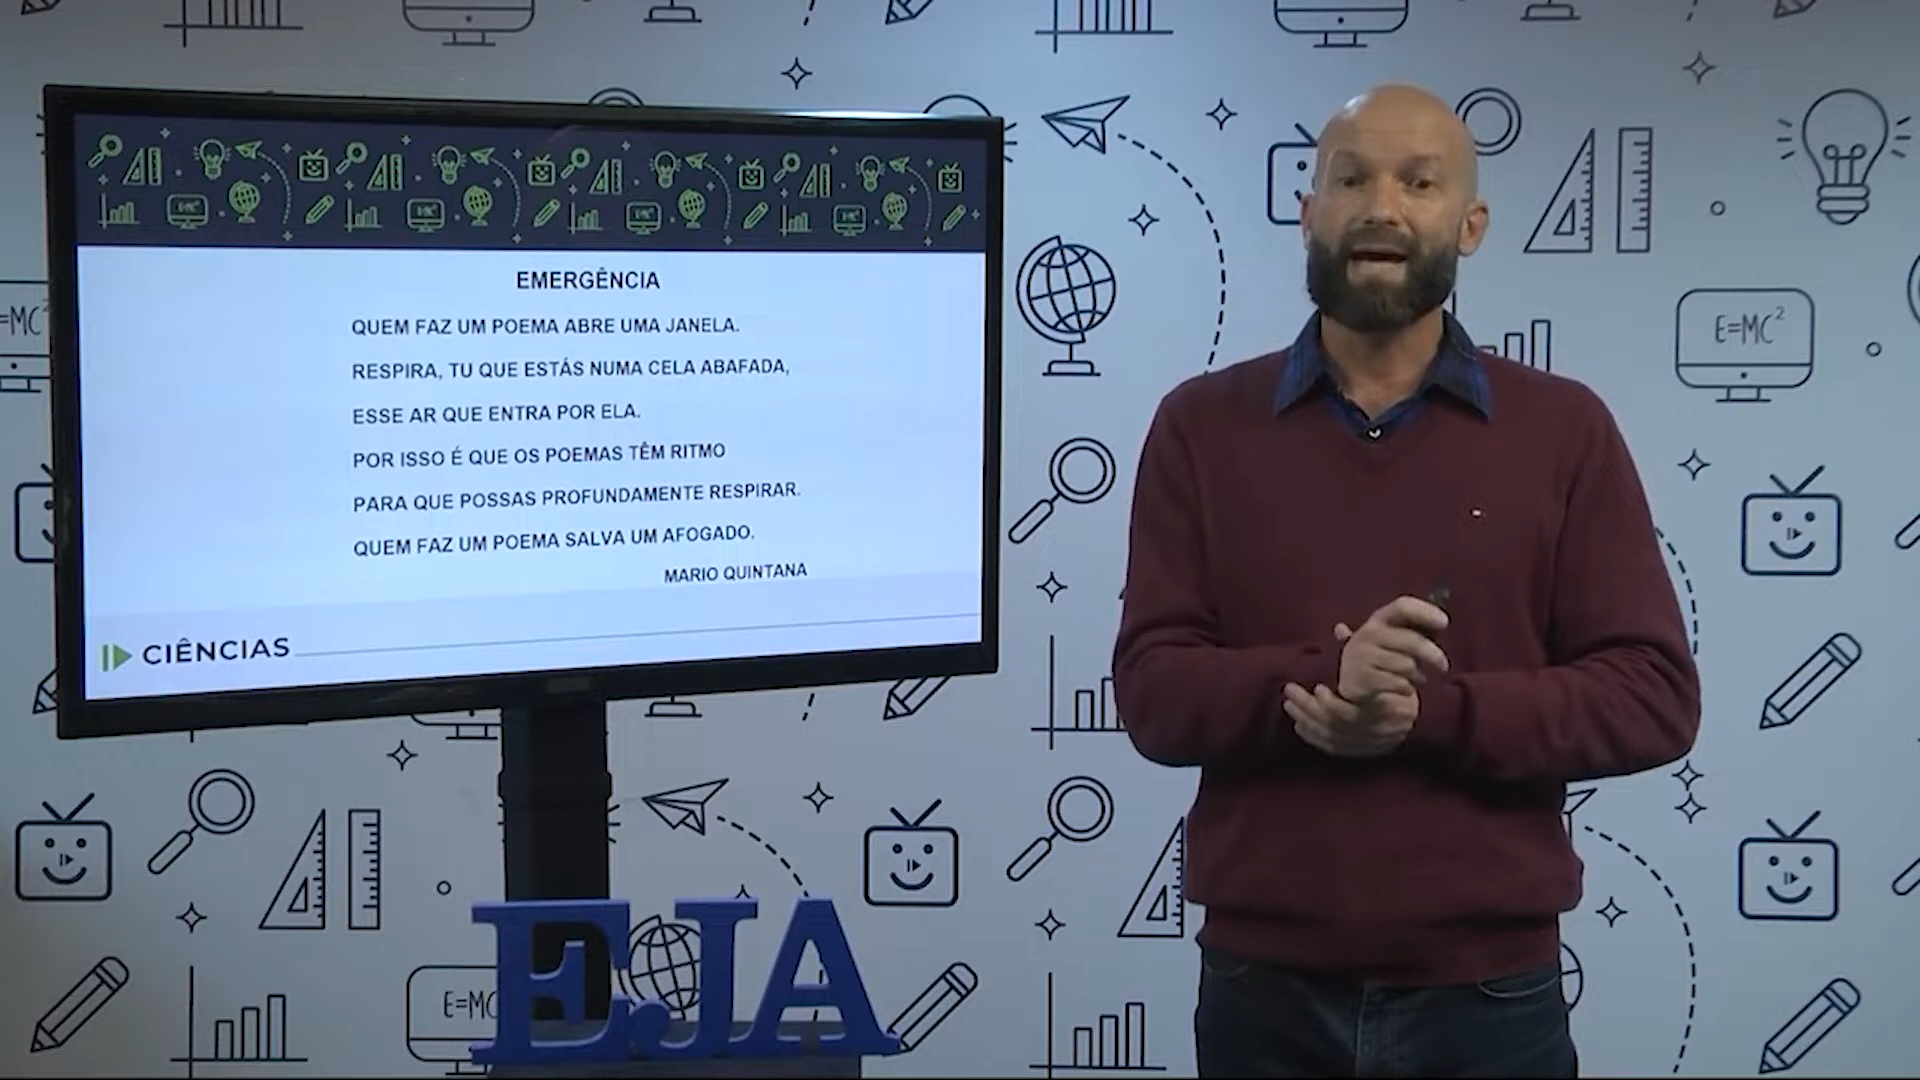 EMERGÊNCIA
QUEM FAZ UM POEMA ABRE UMA JANELA.
RESPIRA, TU QUE ESTÁS NUMA CELA ABAFADA,
ESSE AR QUE ENTRA POR ELA.
POR ISSO É QUE OS POEMAS TÊM RITMO
PARA QUE POSSAS PROFUNDAMENTE RESPIRAR.
QUEM FAZ UM POEMA SALVA UM AFOGADO.
MARIO QUINTANA
CIÊNCIAS
=MC
E=MC²
E=MC
EJA